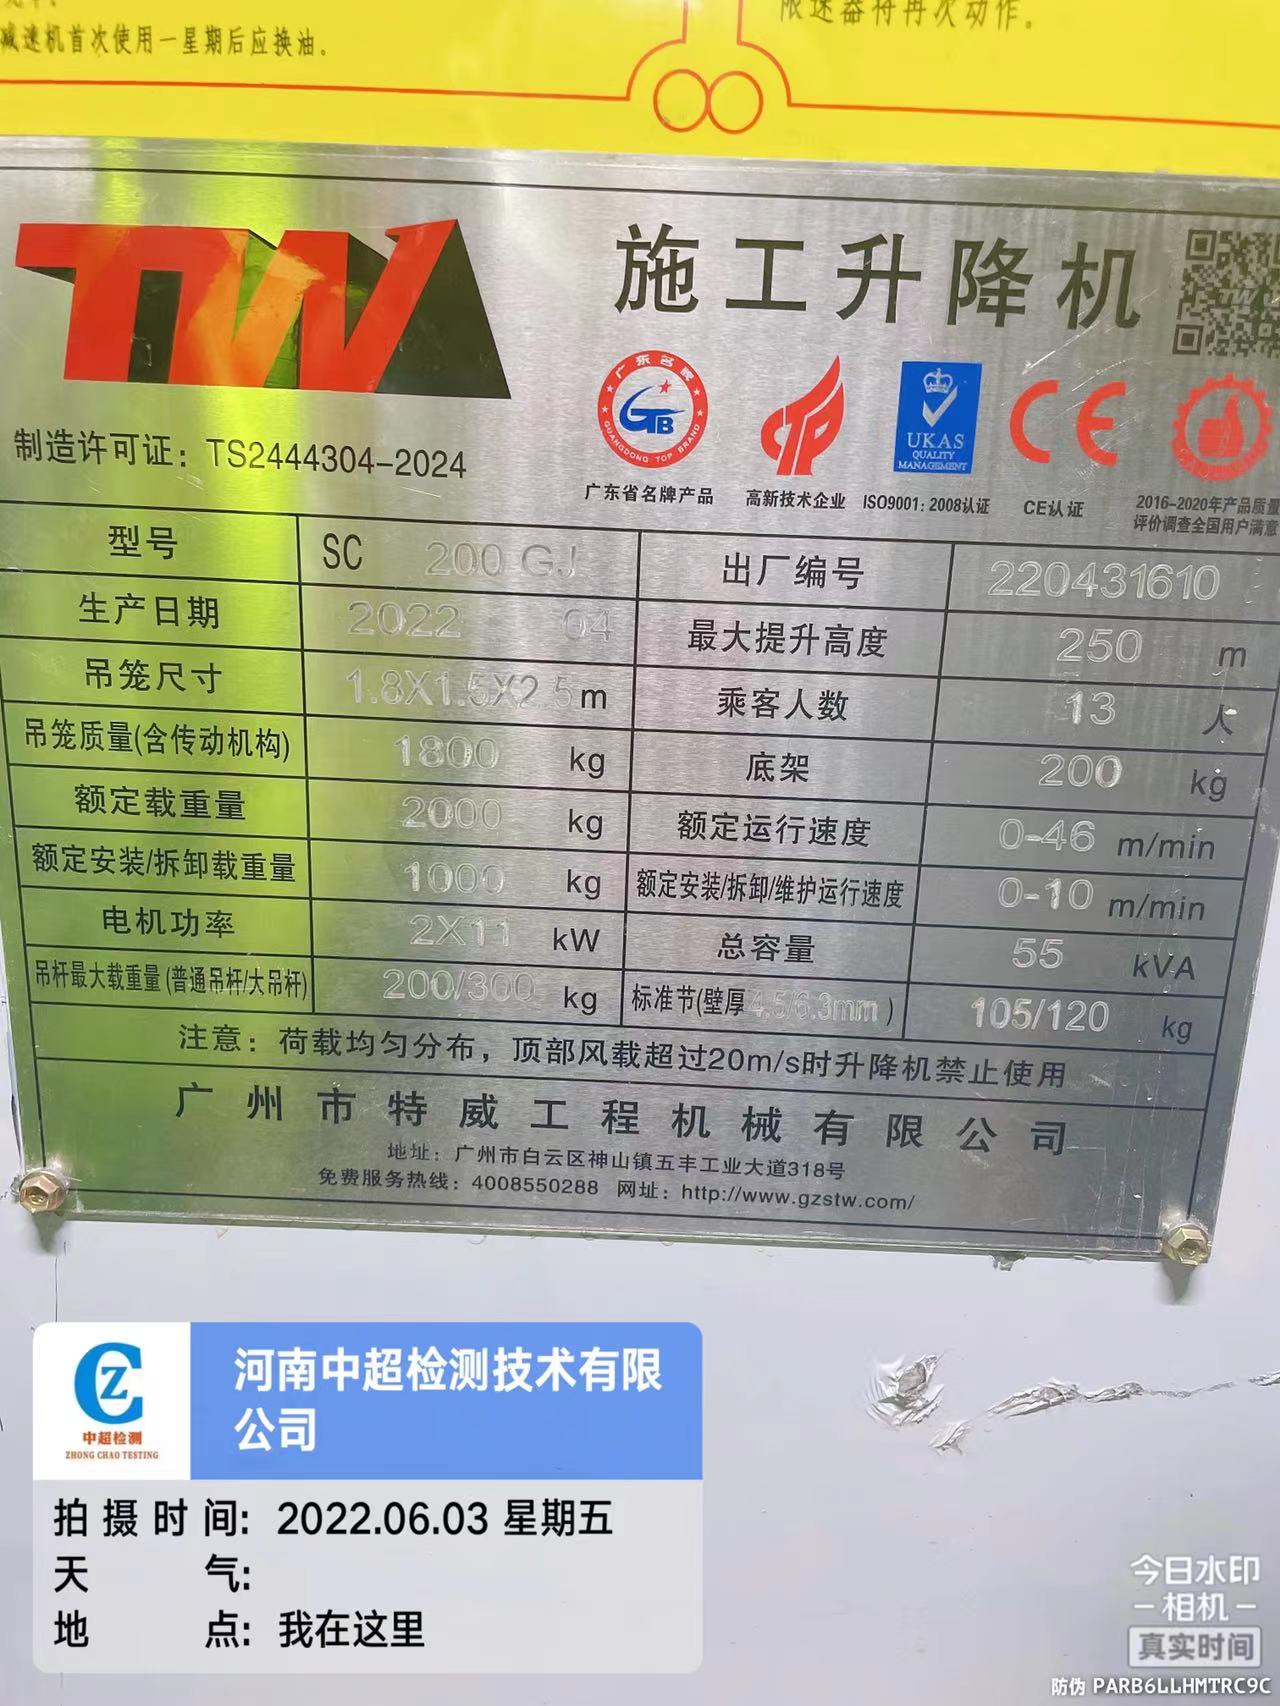 限速器将再次动作。
减速机首次使用一星期后应换油。
TW
施工升降机
广东名牌
GTB
GUANGDONG TOP BRAND
UKAS
QUALITY
MANAGEMENT
CE
制造许可证：TS2444304-2024
广东省名牌产品 高新技术企业 ISO9001：2008认证 CE认证
2016-2020年产品质量
评价调查全国用户满意
型号 SC 200 GJ 出厂编号 220431610
生产日期 2022 04 最大提升高度 250 m
吊笼尺寸 1.8X1.5X2.5 m 乘客人数 13 人
吊笼质量(含传动机构) 1800 kg 底架 200 kg
额定载重量 2000 kg 额定运行速度 0-46 m/min
额定安装/拆卸载重量 1000 kg 额定安装/拆卸/维护运行速度 0-10 m/min
电机功率 2X11 kW 总容量 55 kVA
吊杆最大载重量(普通吊杆/大吊杆) 200/300 kg 标准节(壁厚4.5/6.3mm) 105/120 kg
注意：荷载均匀分布，顶部风载超过20m/s时升降机禁止使用
广州市特威工程机械有限公司
地址：广州市白云区神山镇五丰工业大道318号
免费服务热线：4008550288 网址：http://www.gzstw.com/
CZ
中超检测
ZHONG CHAO TESTING
河南中超检测技术有限
公司
拍摄时间: 2022.06.03 星期五
天气:
地点: 我在这里
今日水印
-相机-
真实时间
防伪 PARB6LLHMTRC9C